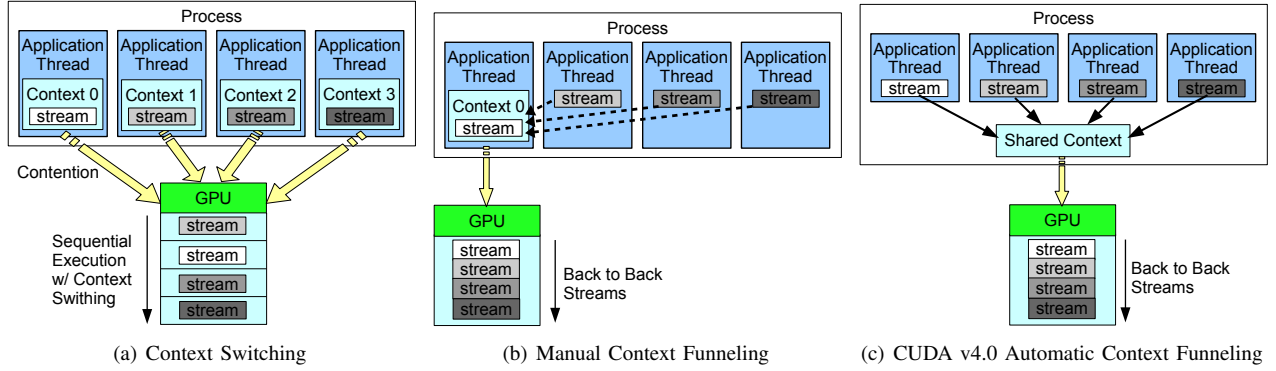 Process
Application
Thread
Application
Thread
Application
Thread
Application
Thread
Context 0
Context 1
Context 2
Context 3
stream
stream
stream
stream
Contention
GPU
stream
stream
stream
stream
Sequential
Execution
w/ Context
Swithing
(a) Context Switching
Process
Application
Thread
Application
Thread
Application
Thread
Application
Thread
Context 0
stream
stream
stream
stream
GPU
stream
stream
stream
stream
Back to Back
Streams
(b) Manual Context Funneling
Process
Application
Thread
Application
Thread
Application
Thread
Application
Thread
stream
stream
stream
stream
Shared Context
GPU
stream
stream
stream
stream
Back to Back
Streams
(c) CUDA v4.0 Automatic Context Funneling